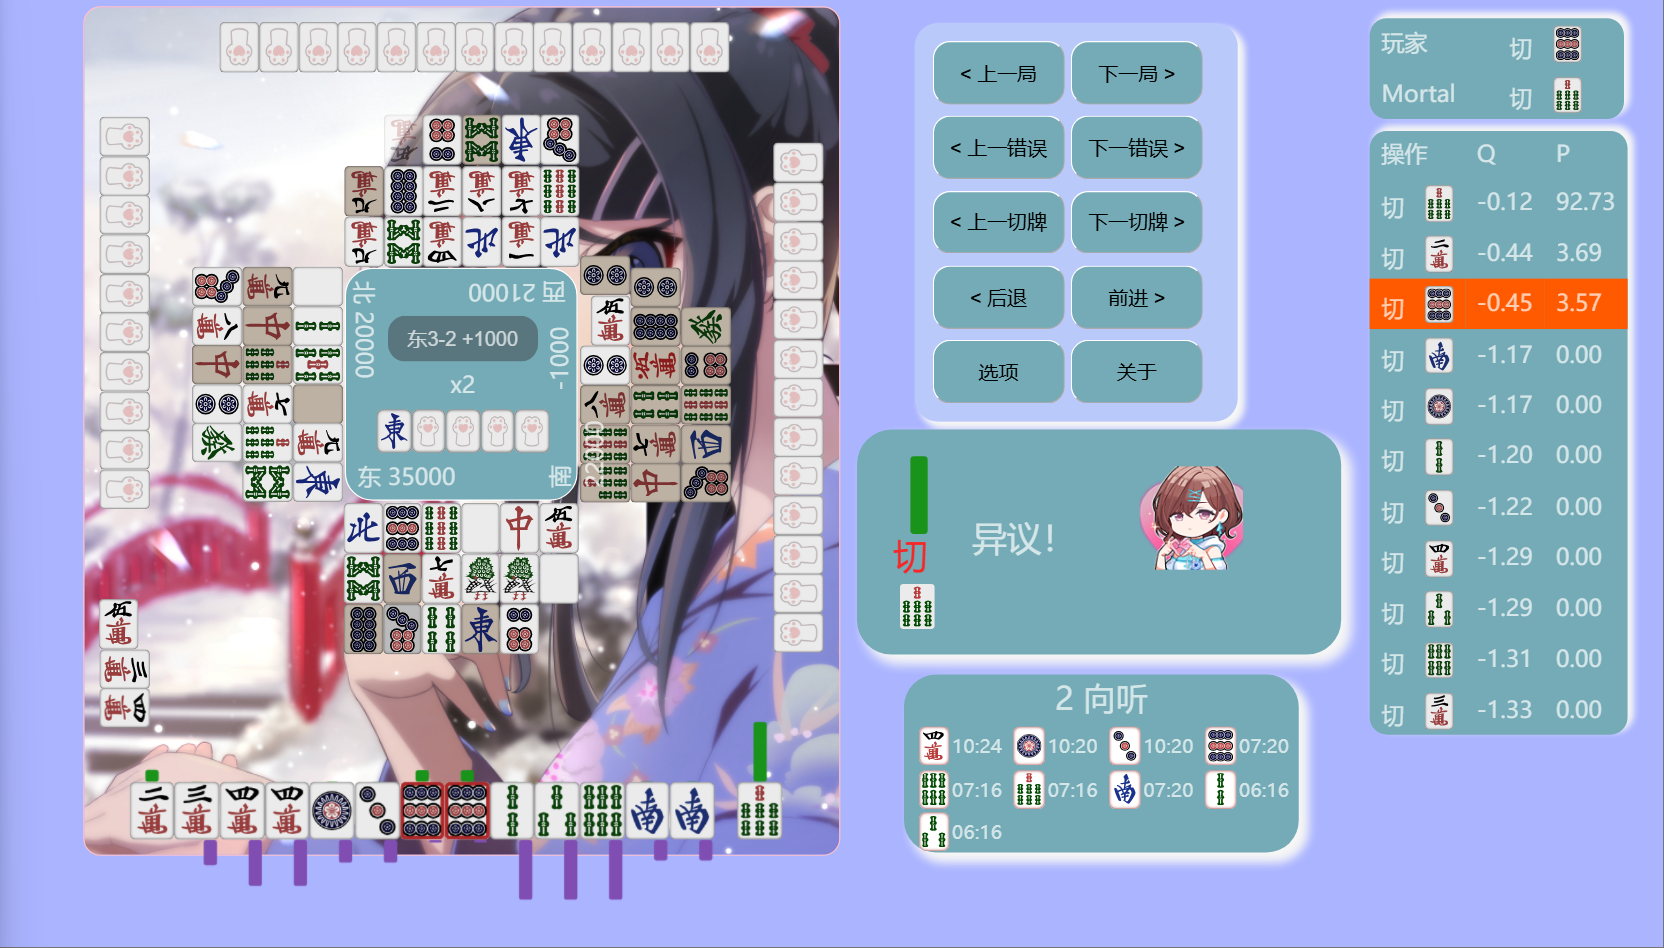 西 21000
北 20000
东3-2 +1000
-1000
x2
东 35000
南
22000
< 上一局
下一局 >
< 上一错误
下一错误 >
< 上一切牌
下一切牌 >
< 后退
前进 >
选项
关于
切
异议！
2 向听
10:24 10:20 10:20 07:20
07:16 07:16 07:20 06:16
06:16
玩家 切
Mortal 切
操作 Q P
切 -0.12 92.73
切 -0.44 3.69
切 -0.45 3.57
切 -1.17 0.00
切 -1.17 0.00
切 -1.20 0.00
切 -1.22 0.00
切 -1.29 0.00
切 -1.29 0.00
切 -1.31 0.00
切 -1.33 0.00